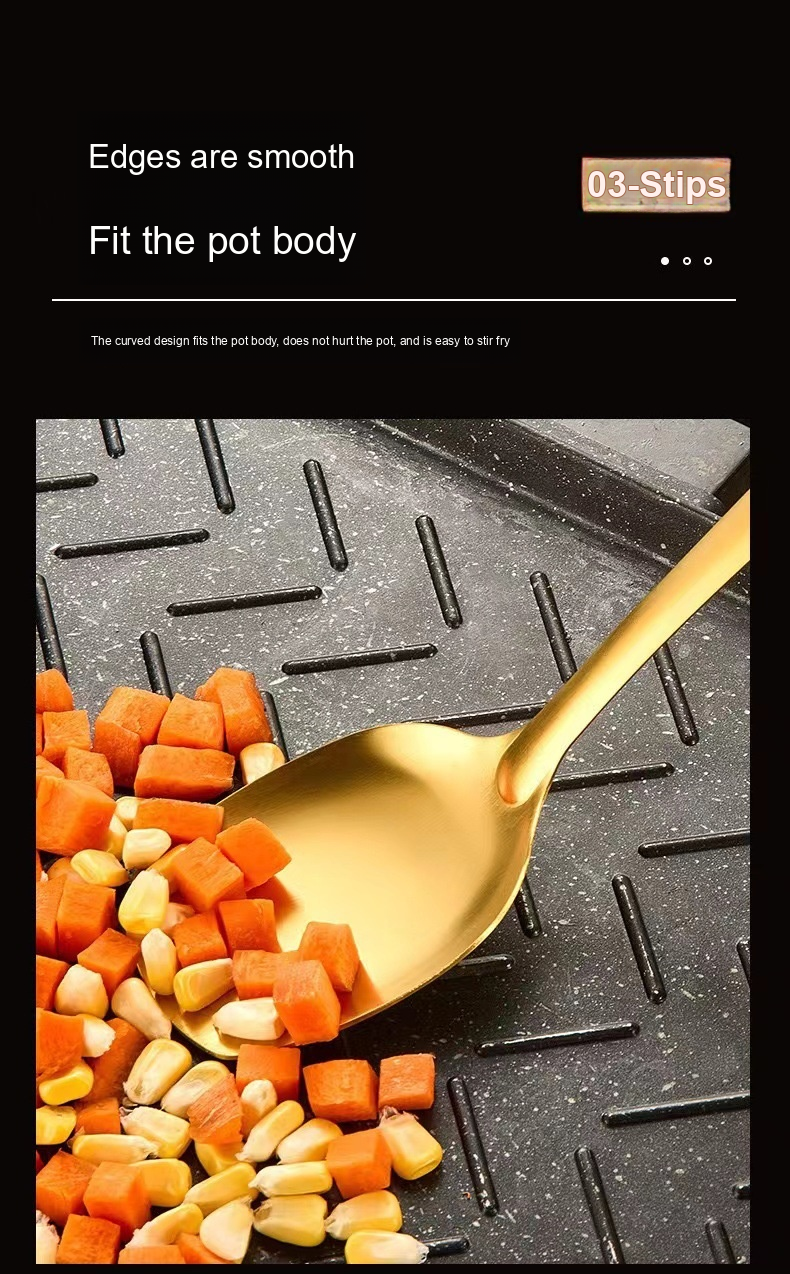 Edges are smooth
03-Stips
Fit the pot body
The curved design fits the pot body, does not hurt the pot, and is easy to stir fry